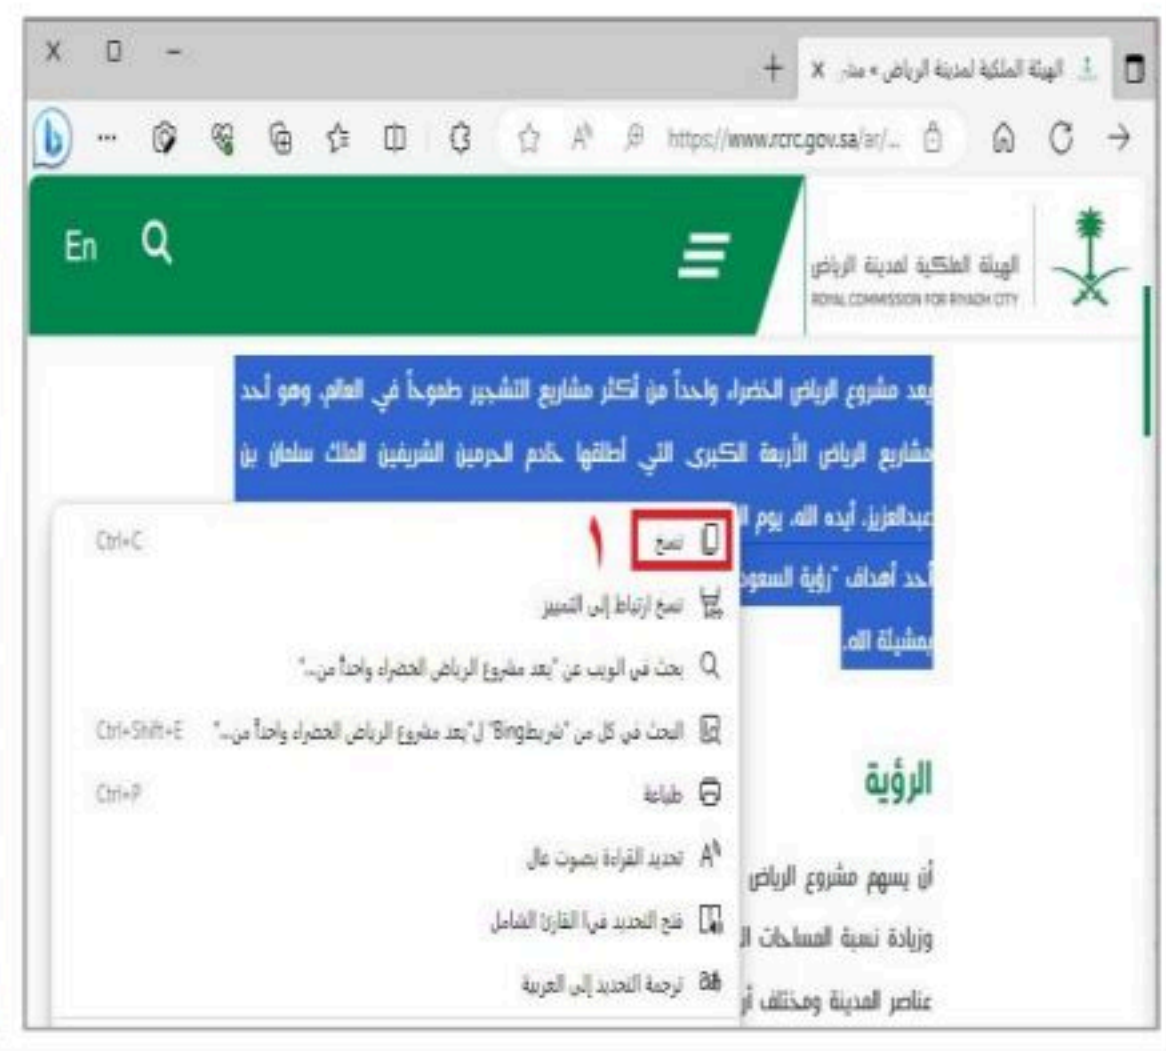 الهيئة الملكية لمدينة الرياض » مشر
https://www.rcrc.gov.sa/ar/...
En
الهيئة الملكية لمدينة الرياض
ROYAL COMMISSION FOR RIYADH CITY
يعد مشروع الرياض الخضراء واحداً من أكثر مشاريع التشجير طموحاً في العالم، وهو أحد
مشاريع الرياض الأربعة الكبرى التي أطلقها خادم الحرمين الشريفين الملك سلمان بن
عبدالعزيز، أيده الله، يوم
أحد أهداف "رؤية السعود
بمشيئة الله.
١
نسخ Ctrl+C
نسخ ارتباط إلى التمييز
بحث في الويب عن "يعد مشروع الرياض الخضراء واحداً من..."
البحث في كل من "شريط Bing" ل"يعد مشروع الرياض الخضراء واحداً من..." Ctrl+Shift+E
طباعة Ctrl+P
تحديد القراءة بصوت عال
فتح التحديد في القارئ الشامل
ترجمة التحديد إلى العربية
الرؤية
أن يسهم مشروع الرياض
وزيادة نسبة المساحات ال
عناصر المدينة ومختلف أر